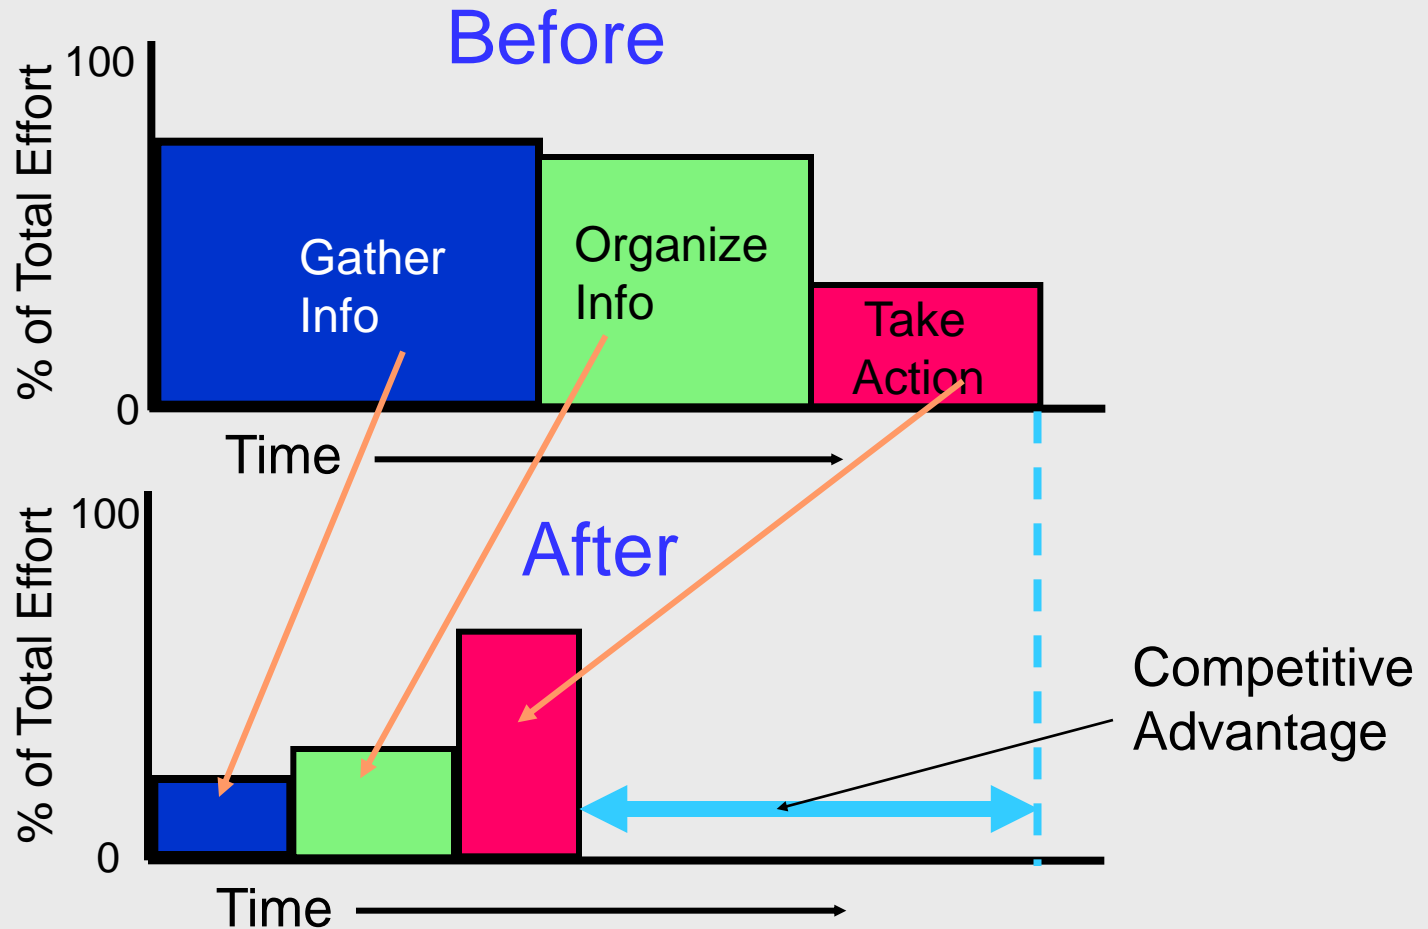 Before
100
% of Total Effort
Gather
Info
Organize
Info
Take
Action
0
Time
100
After
% of Total Effort
Competitive
Advantage
0
Time